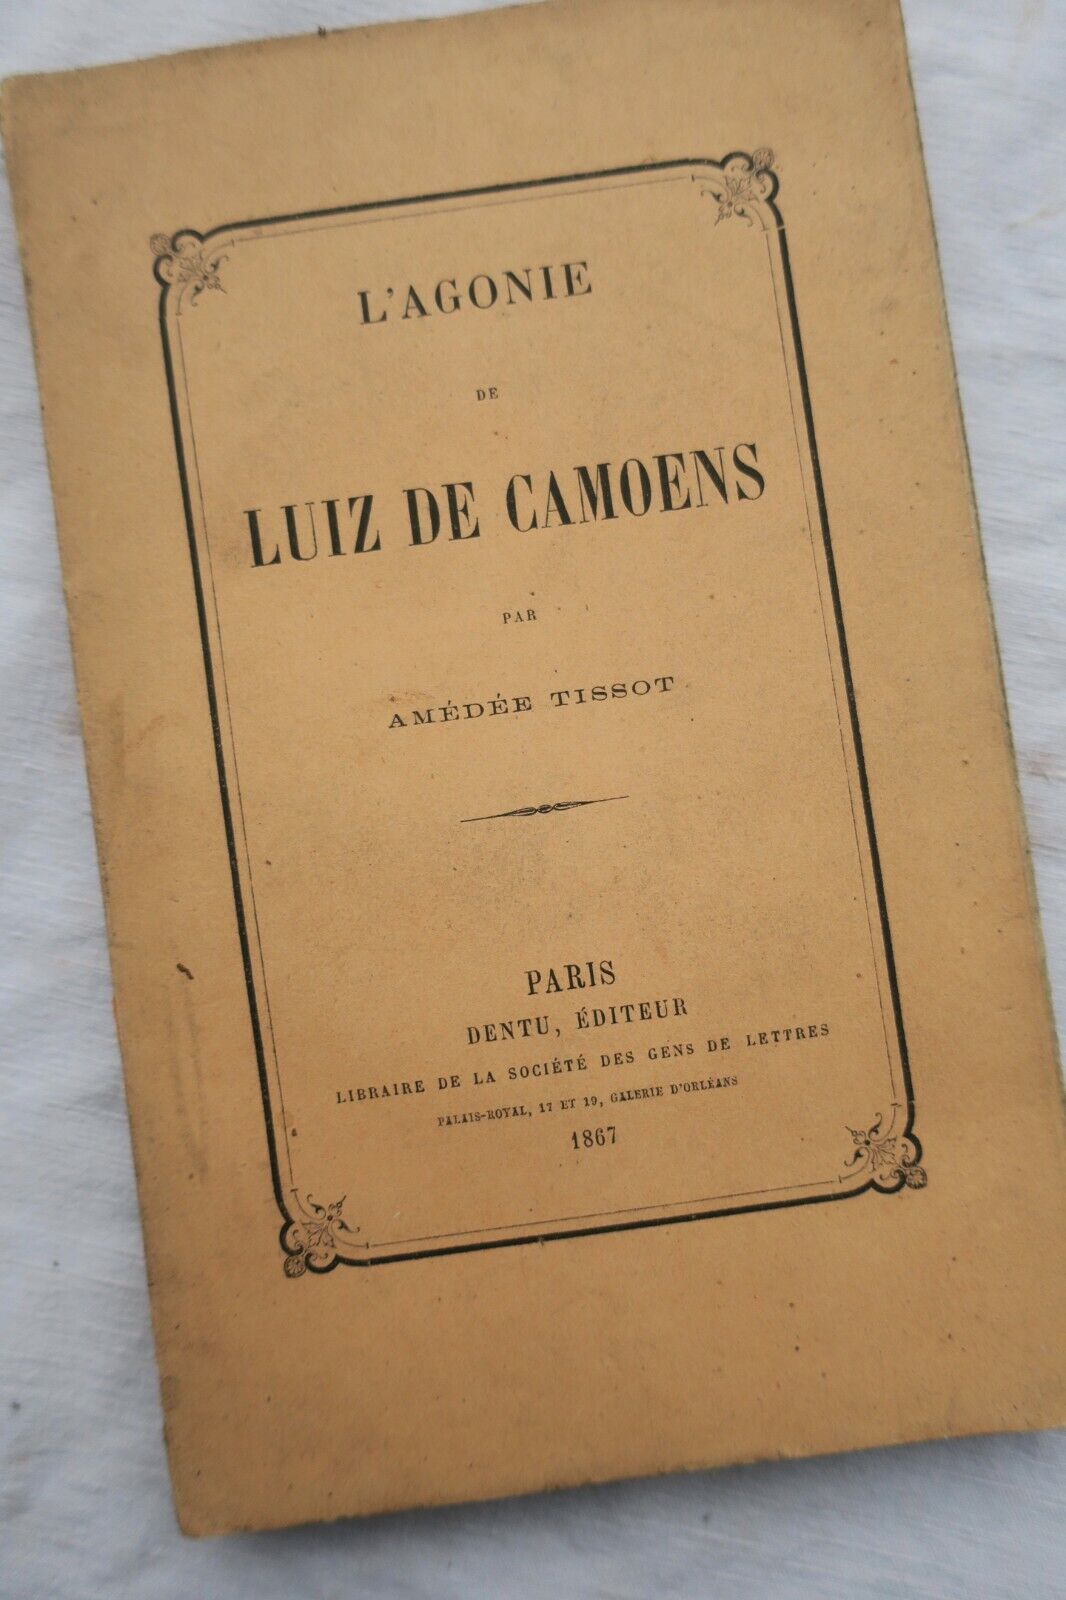 L'AGONIE
DE
LUIZ DE CAMOENS
PAR
AMÉDÉE TISSOT
PARIS
DENTU, ÉDITEUR
LIBRAIRE DE LA SOCIÉTÉ DES GENS DE LETTRES
PALAIS-ROYAL, 17 ET 19, GALERIE D'ORLÉANS
1867